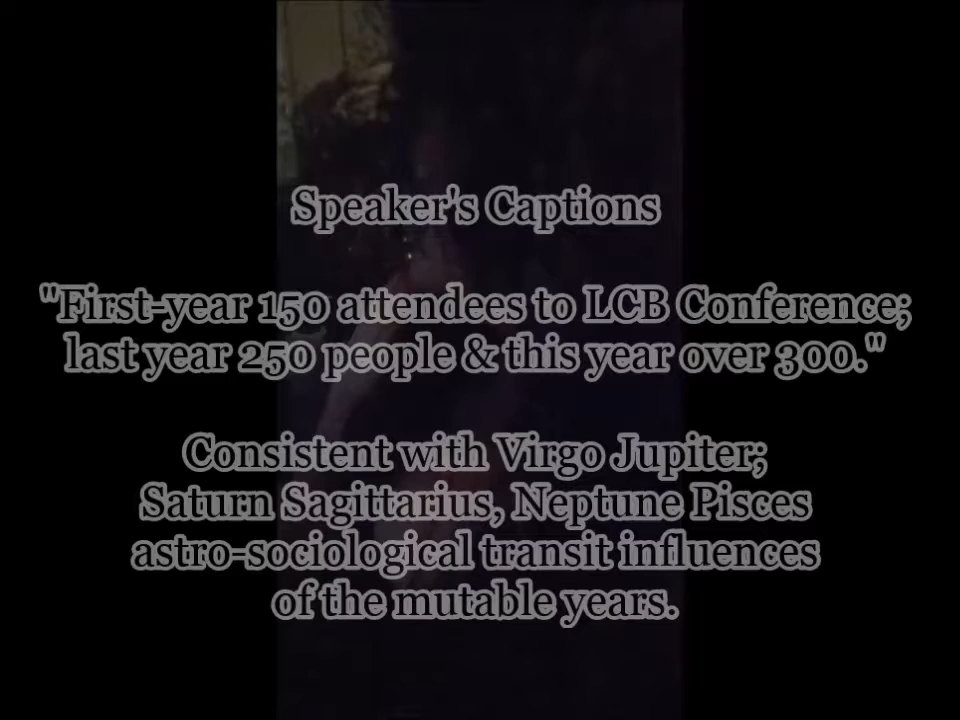 Speaker's Captions
"First-year 150 attendees to LCB Conference;
last year 250 people & this year over 300."
Consistent with Virgo Jupiter;
Saturn Sagittarius, Neptune Pisces
astro-sociological transit influences
of the mutable years.